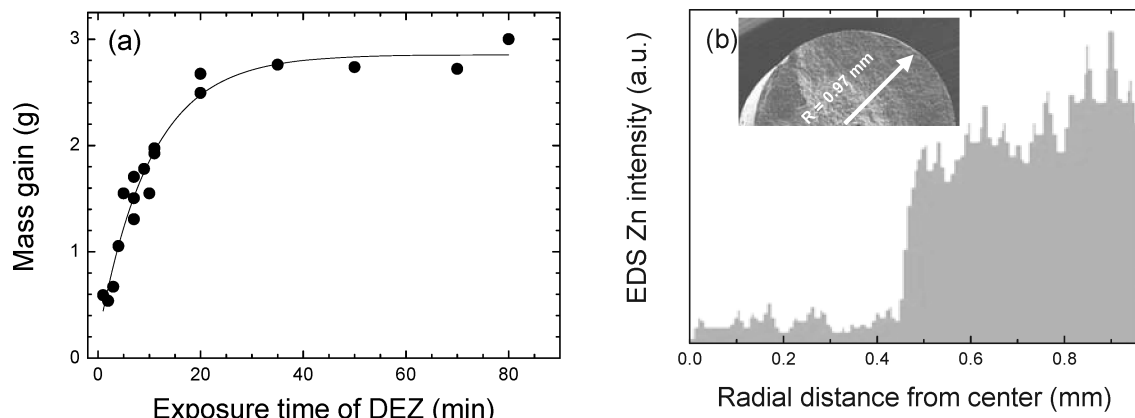 (a)
Mass gain (g)
3
2
1
0
0 20 40 60 80
Exposure time of DEZ (min)
(b)
R = 0.97 mm
EDS Zn intensity (a.u.)
0.0 0.2 0.4 0.6 0.8
Radial distance from center (mm)